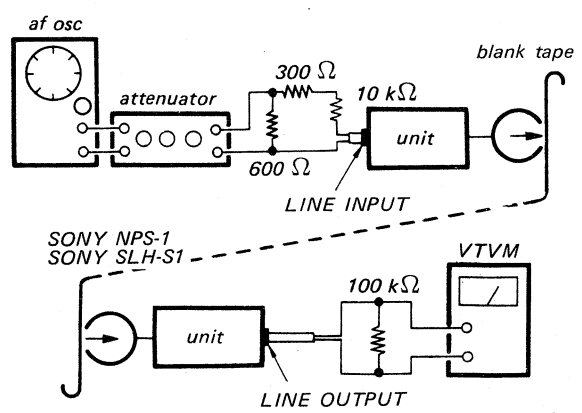 af osc
blank tape
300 Ω
attenuator
10 kΩ
unit
600 Ω
LINE INPUT
SONY NPS-1
SONY SLH-S1
VTVM
100 kΩ
unit
LINE OUTPUT